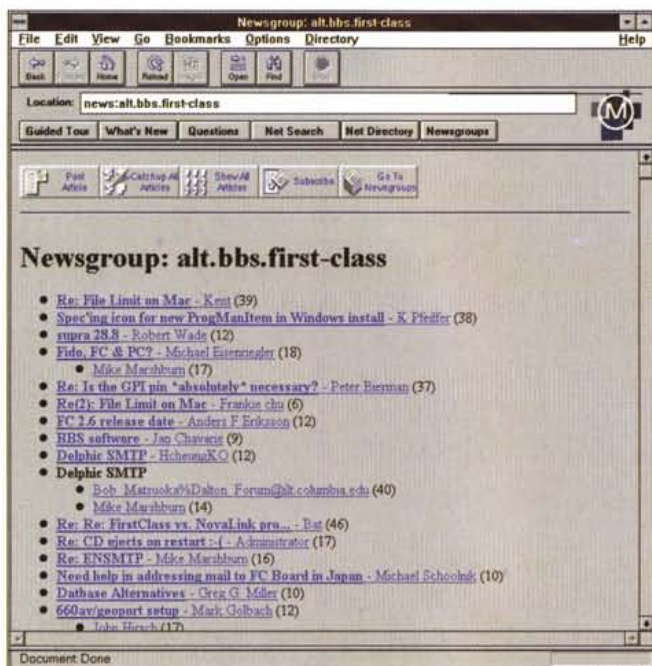 Newsgroup: alt.bbs.first-class
File Edit View Go Bookmarks Options Directory Help
Back Forward Home Reload Images Open Find Stop
Location: news:alt.bbs.first-class
M
Guided Tour What's New Questions Net Search Net Directory Newsgroups
Post Article Catchup All Articles Show All Articles Subscribe Go To Newsgroups
Newsgroup: alt.bbs.first-class
Re: File Limit on Mac - Kent (39)
Spec'ing icon for new ProgManItem in Windows install - K Pfeiffer (38)
supra 28.8 - Robert Wade (12)
Fido, FC & PC? - Michael Eisenriegler (18)
Mike Marshburn (17)
Re: Is the GPI pin *absolutely* necessary? - Peter Bierman (37)
Re(2): File Limit on Mac - Frankie chu (6)
FC 2.6 release date - Anders F Eriksson (12)
BBS software - Jan Chavarie (9)
Delphic SMTP - HcheungKO (12)
Delphic SMTP
Bob_Matsuoka%Dalton_Forum@ilt.columbia.edu (40)
Mike Marshburn (14)
Re: Re: FirstClass vs. NovaLink pro... - Bat (46)
Re: CD ejects on restart :-( - Administrator (17)
Re: ENSMTP - Mike Marshburn (16)
Need help in addressing mail to FC Board in Japan - Michael Schoolnik (10)
Dathase Alternatives - Greg G. Miller (10)
660av/geoport setup - Mark Golbach (12)
John Hirsch (17)
Document Done